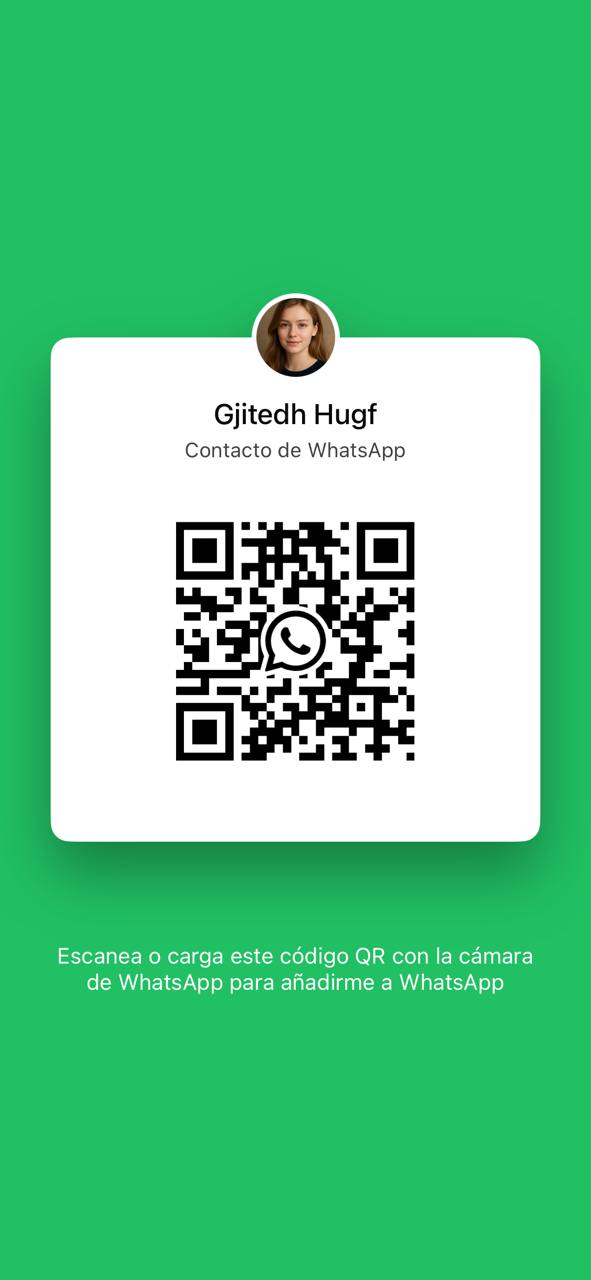 Gjitedh Hugf
Contacto de WhatsApp
Escanea o carga este código QR con la cámara
de WhatsApp para añadirme a WhatsApp